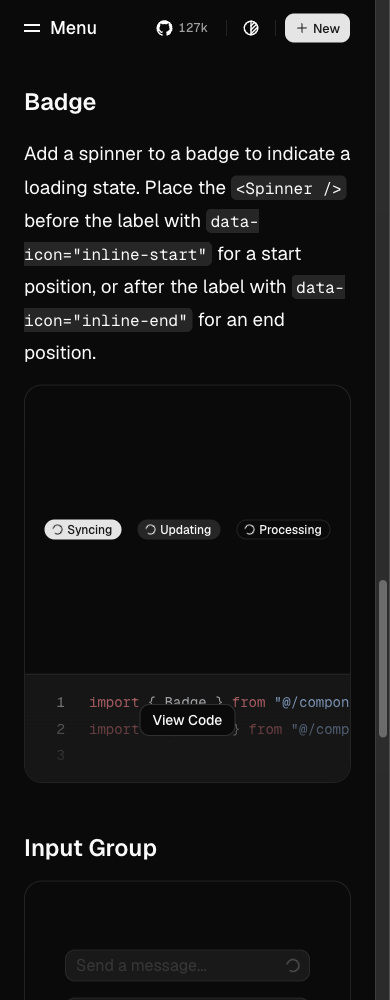 Menu
127k
+ New
Badge
Add a spinner to a badge to indicate a
loading state. Place the <Spinner />
before the label with data-
icon="inline-start" for a start
position, or after the label with data-
icon="inline-end" for an end
position.
Syncing
Updating
Processing
1 import { Badge } from "@/compon
View Code
2 import } from "@/comp
3
Input Group
Send a message...